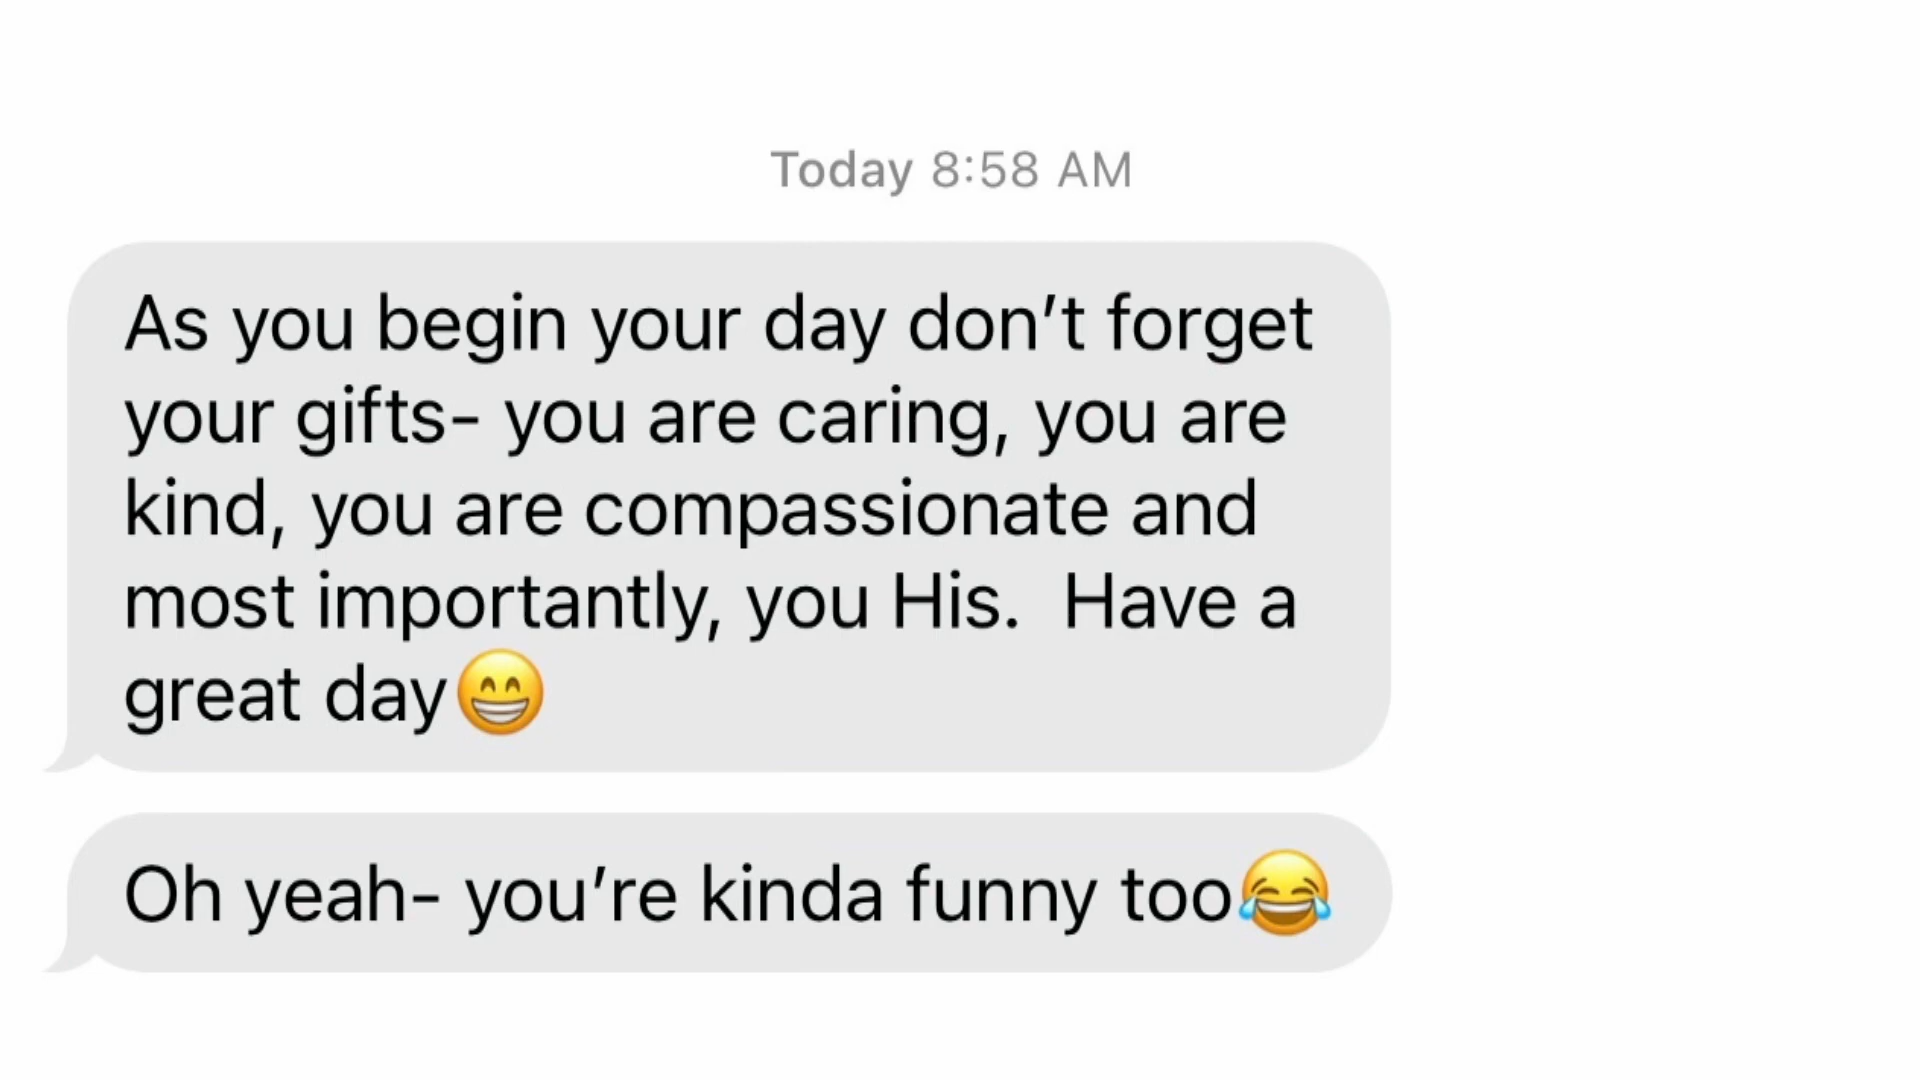 Today 8:58 AM
As you begin your day don’t forget
your gifts- you are caring, you are
kind, you are compassionate and
most importantly, you His.  Have a
great day😁
Oh yeah- you’re kinda funny too😂